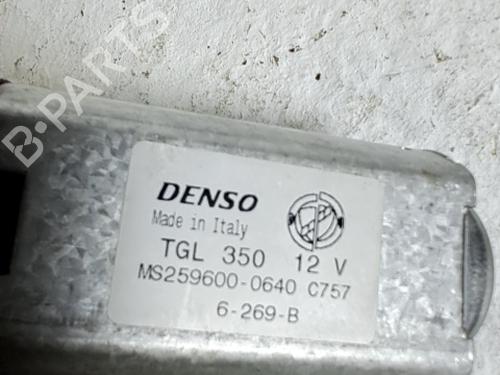 B-PARTS
DENSO
Made in Italy
TGL 350 12 V
MS259600-0640 C757
6-269-B